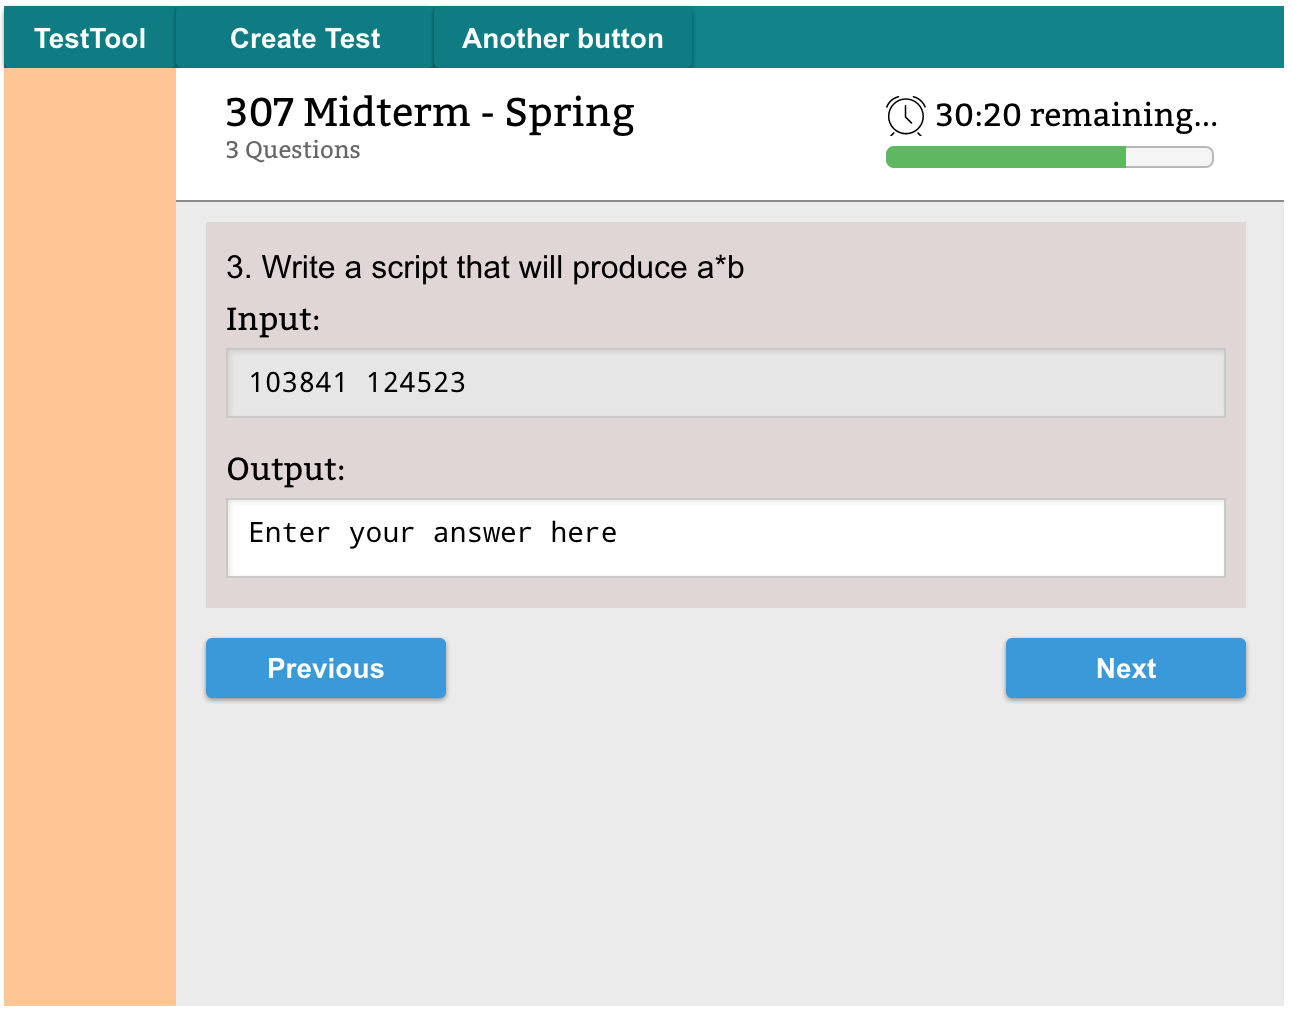 TestTool Create Test Another button
307 Midterm - Spring
3 Questions
30:20 remaining...
3. Write a script that will produce a*b
Input:
103841 124523
Output:
Enter your answer here
Previous Next